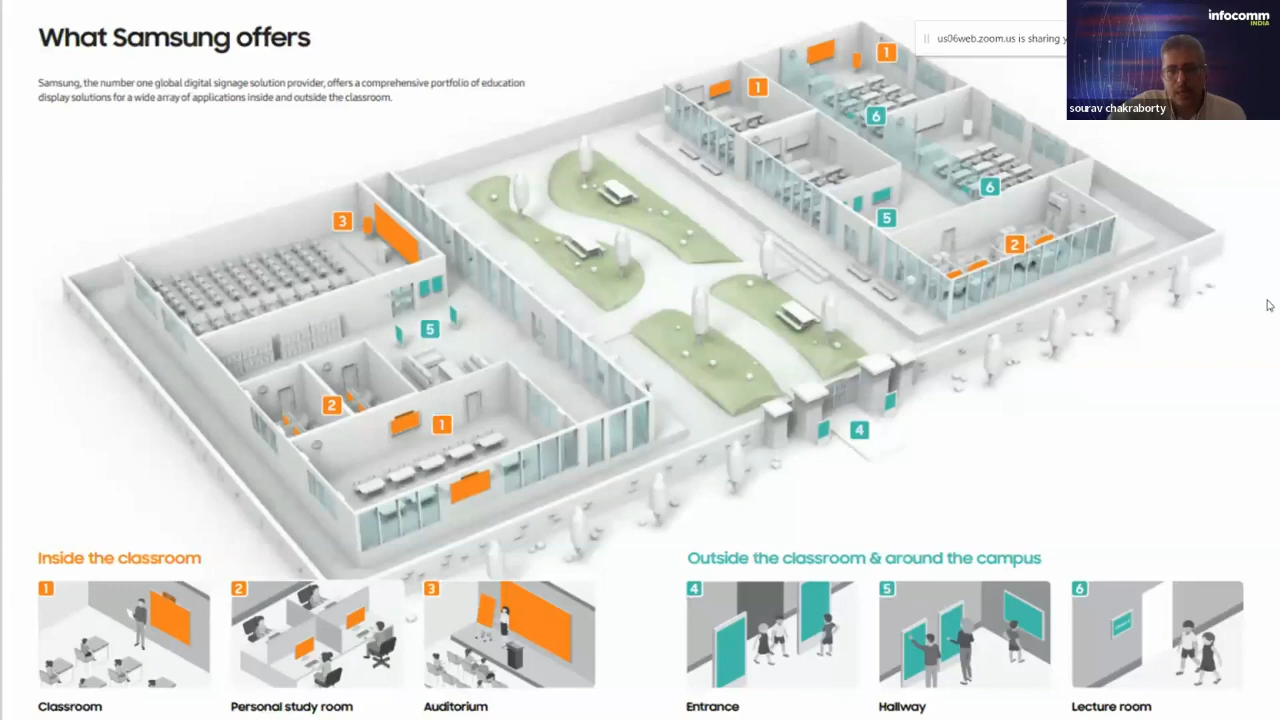 What Samsung offers
Samsung, the number one global digital signage solution provider, offers a comprehensive portfolio of education
display solutions for a wide array of applications inside and outside the classroom.
us06web.zoom.us is sharing
infocomm
INDIA
sourav chakraborty
1
1
6
6
5
2
3
5
2
1
4
Inside the classroom
1
2
3
Classroom
Personal study room
Auditorium
Outside the classroom & around the campus
4
5
6
Entrance
Hallway
Lecture room